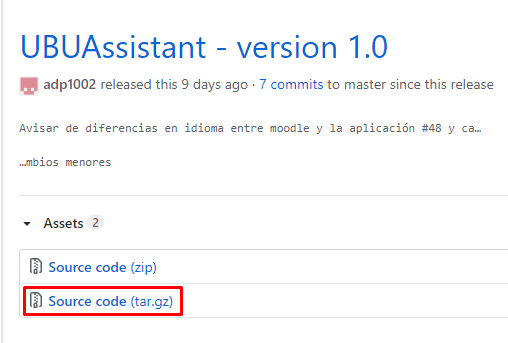 UBUAssistant - version 1.0
adp1002 released this 9 days ago · 7 commits to master since this release
Avisar de diferencias en idioma entre moodle y la aplicación #48 y ca…
…mbios menores
Assets 2
Source code (zip)
Source code (tar.gz)